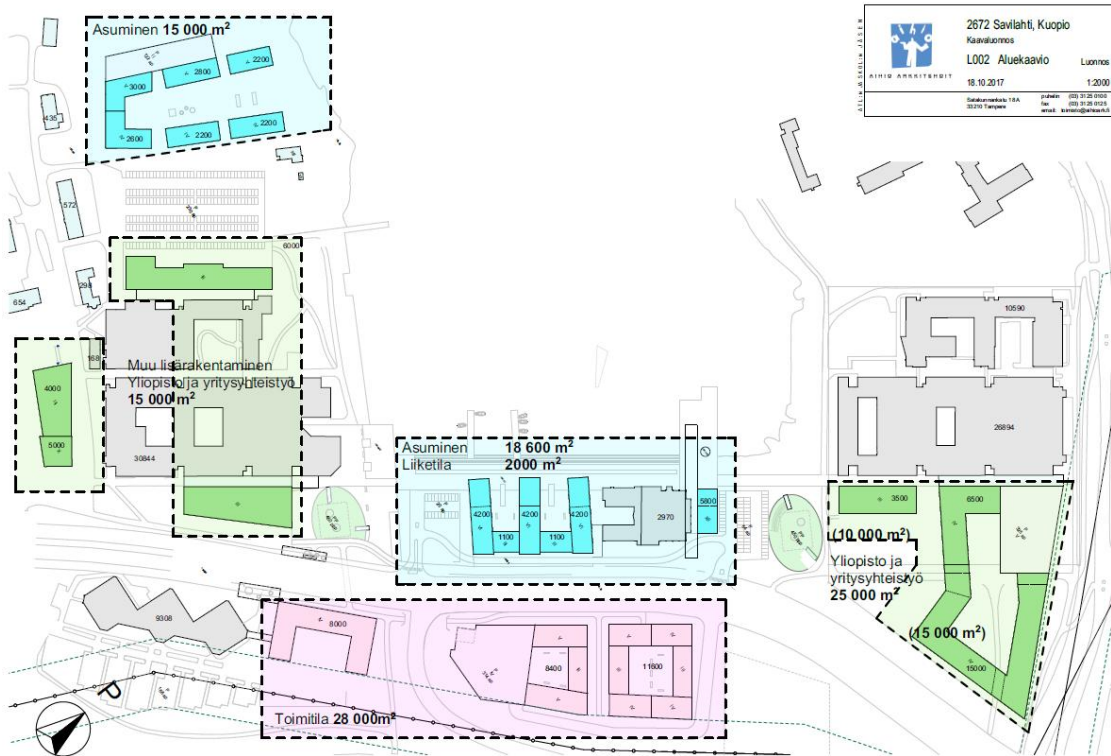 Asuminen 15 000 m²
2200
2800
3000
2600
2200
2200
435
572
298
654
6000
168
Muu lisärakentaminen
Yliopisto ja yritysyhteistyö
15 000 m²
4000
5000
30844
Asuminen 18 600 m²
Liiketila 2000 m²
4200
4200
4200
1100
1100
2970
5800
10590
26894
3500
6500
(10 000 m²)
Yliopisto ja
yritysyhteistyö
25 000 m²
(15 000 m²)
15000
9308
8000
8400
11600
Toimitila 28 000m²
P
AIHIO ARKKITEHDIT
2672 Savilahti, Kuopio
Kaavaluonnos
L002 Aluekaavio Luonnos
18.10.2017 1:2000
Satakunnankatu 18 A
33210 Tampere
puhelin (03) 3125 0100
fax (03) 3125 0125